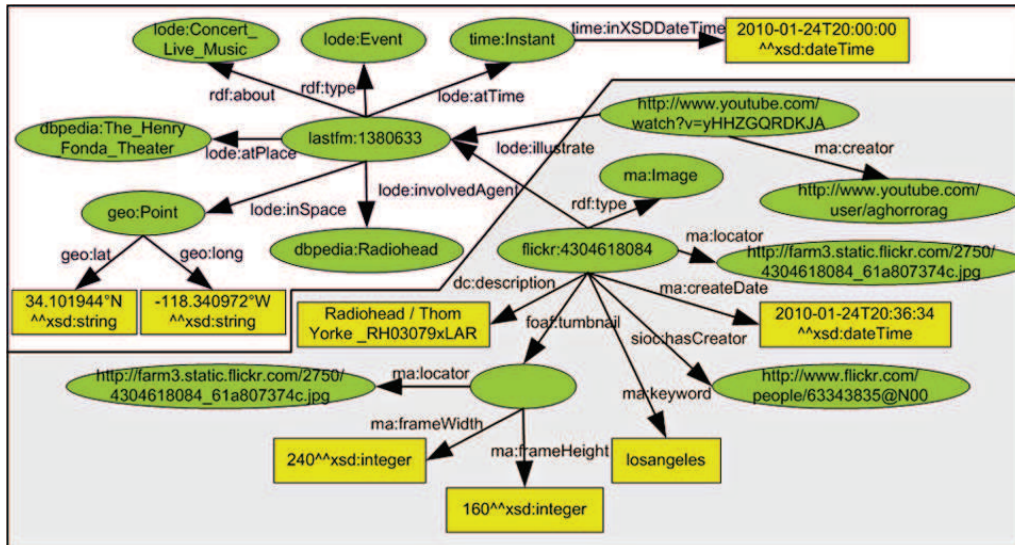 lode:Concert_
Live_Music
lode:Event
time:Instant
time:inXSDDateTime
2010-01-24T20:00:00
^^xsd:dateTime
rdf:about
rdf:type
lode:atTime
http://www.youtube.com/
watch?v=yHHZGQRDKJA
dbpedia:The_Henry
_Fonda_Theater
lode:atPlace
lastfm:1380633
lode:illustrate
ma:creator
ma:Image
lode:involvedAgent
rdf:type
http://www.youtube.com/
user/aghorrorag
geo:Point
lode:inSpace
ma:locator
geo:lat
geo:long
dbpedia:Radiohead
flickr:4304618084
http://farm3.static.flickr.com/2750/
4304618084_61a807374c.jpg
dc:description
ma:createDate
34.101944°N
^^xsd:string
-118.340972°W
^^xsd:string
Radiohead / Thom
Yorke _RH03079xLAR
foaf:tumbnail
2010-01-24T20:36:34
^^xsd:dateTime
sioc:hasCreator
http://farm3.static.flickr.com/2750/
4304618084_61a807374c.jpg
ma:locator
http://www.flickr.com/
people/63343835@N00
ma:keyword
ma:frameWidth
ma:frameHeight
240^^xsd:integer
losangeles
160^^xsd:integer